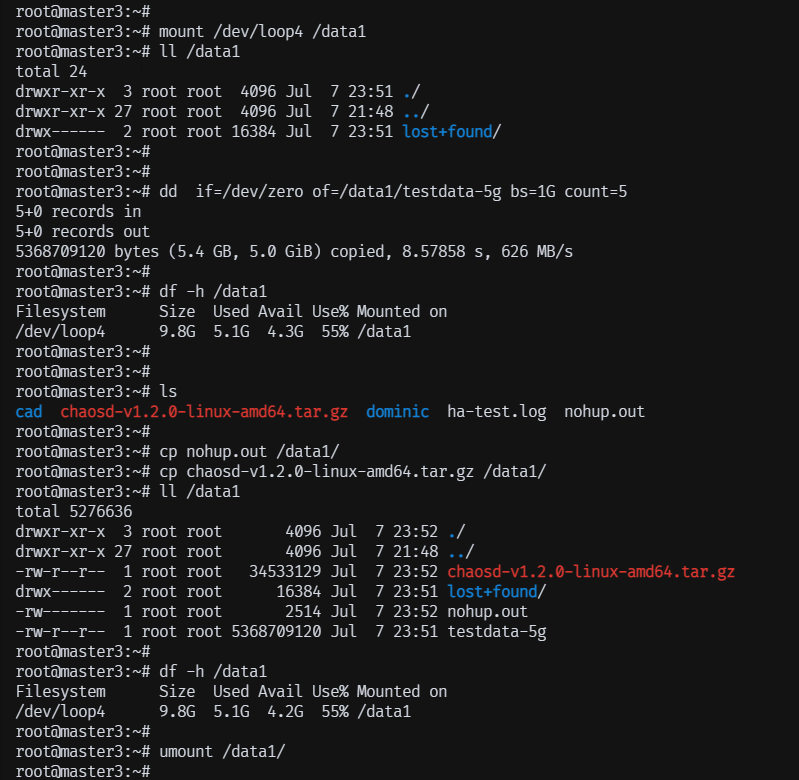 root@master3:~#
root@master3:~# mount /dev/loop4 /data1
root@master3:~# ll /data1
total 24
drwxr-xr-x  3 root root  4096 Jul  7 23:51 ./
drwxr-xr-x 27 root root  4096 Jul  7 21:48 ../
drwx------  2 root root 16384 Jul  7 23:51 lost+found/
root@master3:~#
root@master3:~#
root@master3:~# dd  if=/dev/zero of=/data1/testdata-5g bs=1G count=5
5+0 records in
5+0 records out
5368709120 bytes (5.4 GB, 5.0 GiB) copied, 8.57858 s, 626 MB/s
root@master3:~#
root@master3:~# df -h /data1
Filesystem      Size  Used Avail Use% Mounted on
/dev/loop4      9.8G  5.1G  4.3G  55% /data1
root@master3:~#
root@master3:~#
root@master3:~# ls
cad  chaosd-v1.2.0-linux-amd64.tar.gz  dominic  ha-test.log  nohup.out
root@master3:~#
root@master3:~# cp nohup.out /data1/
root@master3:~# cp chaosd-v1.2.0-linux-amd64.tar.gz /data1/
root@master3:~# ll /data1
total 5276636
drwxr-xr-x  3 root root       4096 Jul  7 23:52 ./
drwxr-xr-x 27 root root       4096 Jul  7 21:48 ../
-rw-r--r--  1 root root   34533129 Jul  7 23:52 chaosd-v1.2.0-linux-amd64.tar.gz
drwx------  2 root root      16384 Jul  7 23:51 lost+found/
-rw-------  1 root root       2514 Jul  7 23:52 nohup.out
-rw-r--r--  1 root root 5368709120 Jul  7 23:51 testdata-5g
root@master3:~#
root@master3:~# df -h /data1
Filesystem      Size  Used Avail Use% Mounted on
/dev/loop4      9.8G  5.1G  4.2G  55% /data1
root@master3:~#
root@master3:~# umount /data1/
root@master3:~#